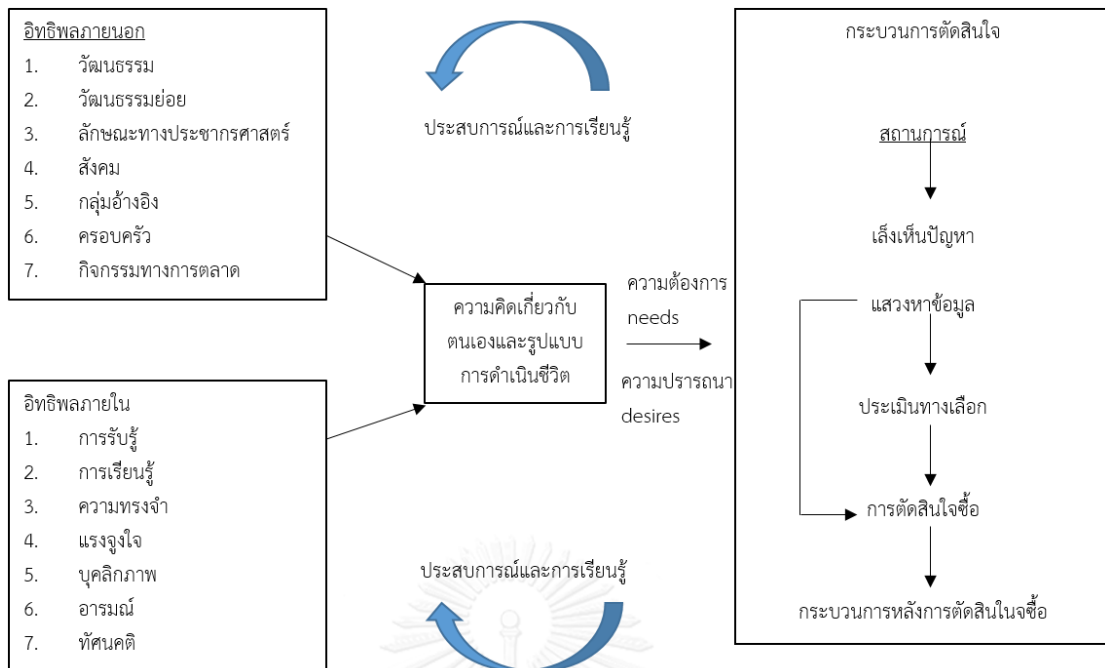 อิทธิพลภายนอก
1. วัฒนธรรม
2. วัฒนธรรมย่อย
3. ลักษณะทางประชากรศาสตร์
4. สังคม
5. กลุ่มอ้างอิง
6. ครอบครัว
7. กิจกรรมทางการตลาด
ประสบการณ์และการเรียนรู้
อิทธิพลภายใน
1. การรับรู้
2. การเรียนรู้
3. ความทรงจำ
4. แรงจูงใจ
5. บุคลิกภาพ
6. อารมณ์
7. ทัศนคติ
ความคิดเกี่ยวกับ
ตนเองและรูปแบบ
การดำเนินชีวิต
ความต้องการ
needs
ความปรารถนา
desires
ประสบการณ์และการเรียนรู้
กระบวนการตัดสินใจ
สถานการณ์
เล็งเห็นปัญหา
แสวงหาข้อมูล
ประเมินทางเลือก
การตัดสินใจซื้อ
กระบวนการหลังการตัดสินในจซื้อ